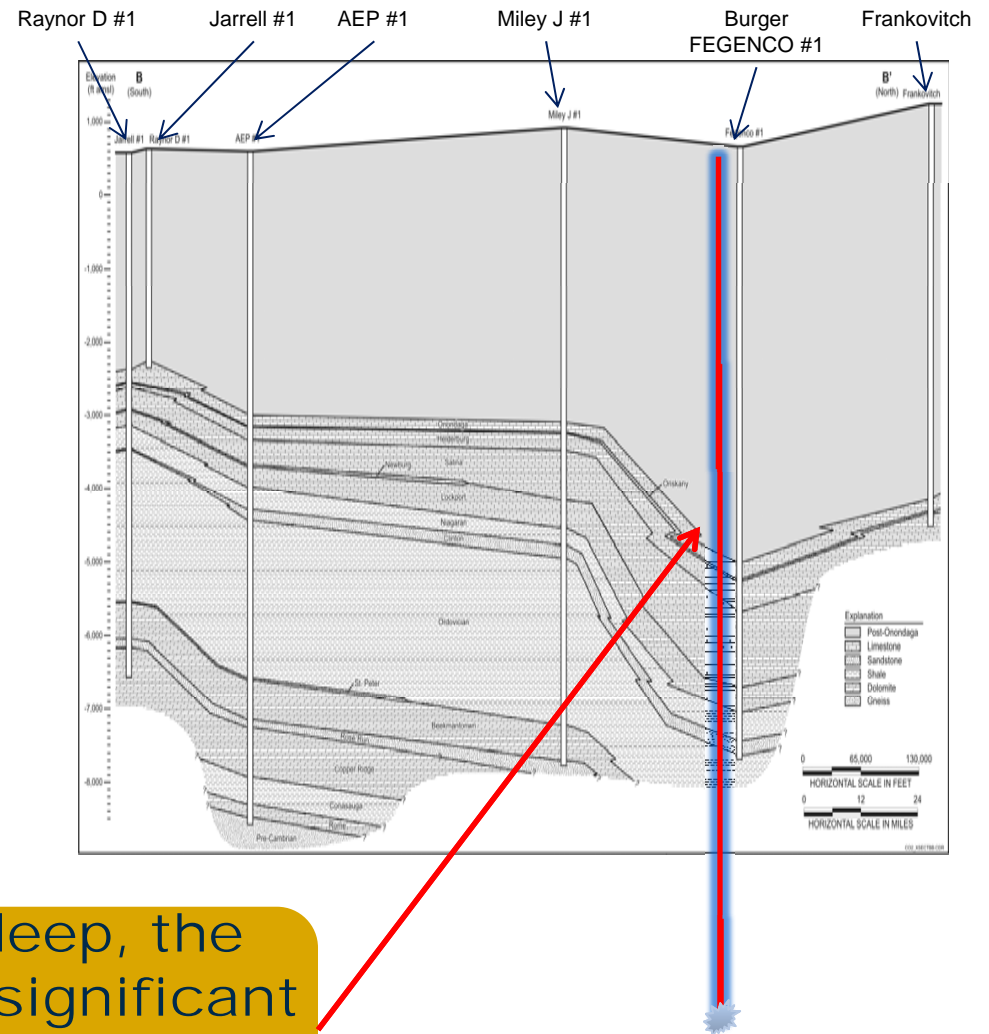 Raynor D #1 Jarrell #1 AEP #1 Miley J #1 Burger Frankovitch
FEGENCO #1
Elevation B B'
(ft amsl) (South) (North) Frankovitch
Miley J #1
1,000
Jarrell #1 Raynor D #1 AEP #1 Fegenco #1
0
-1,000
-2,000
-3,000
Onondaga
Helderburg
Salina
Newburg
-4,000
Oriskany
Lockport
Niagaran
-5,000
Ordovician
Explanation
Post-Onondaga
Limestone
Sandstone
Shale
Dolomite
Gneiss
-6,000
St. Peter
-7,000
Beekmantown
Rose Run
Copper Ridge
-8,000
Conasauga
Rome
Pre-Cambrian
0 65,000 130,000
HORIZONTAL SCALE IN FEET
0 12 24
HORIZONTAL SCALE IN MILES
leep, the
significant